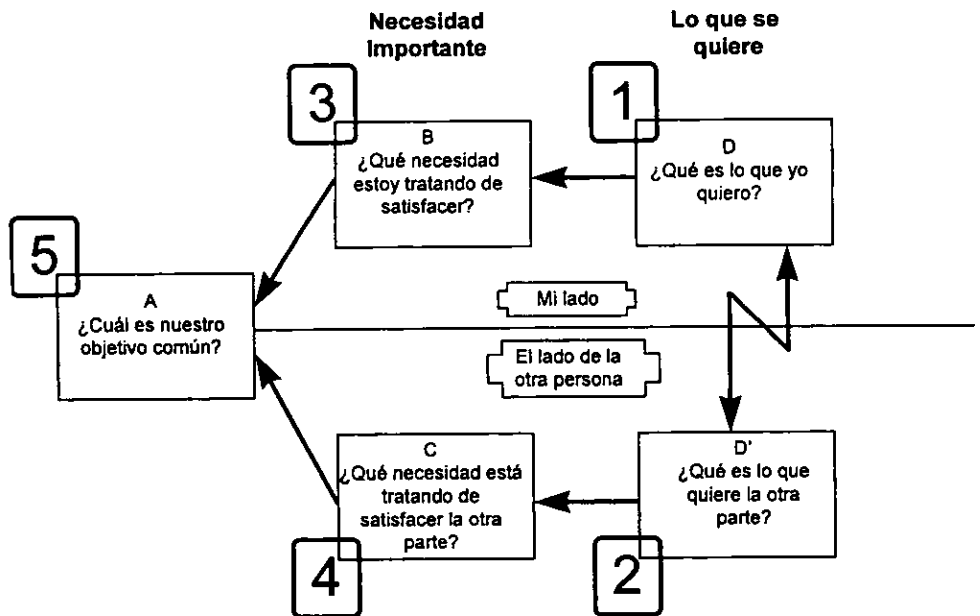 Necesidad
Importante
Lo que se
quiere
3
B
¿Qué necesidad
estoy tratando de
satisfacer?
1
D
¿Qué es lo que yo
quiero?
5
A
¿Cuál es nuestro
objetivo común?
Mi lado
El lado de la
otra persona
C
¿Qué necesidad está
tratando de
satisfacer la otra
parte?
4
D'
¿Qué es lo que
quiere la otra
parte?
2